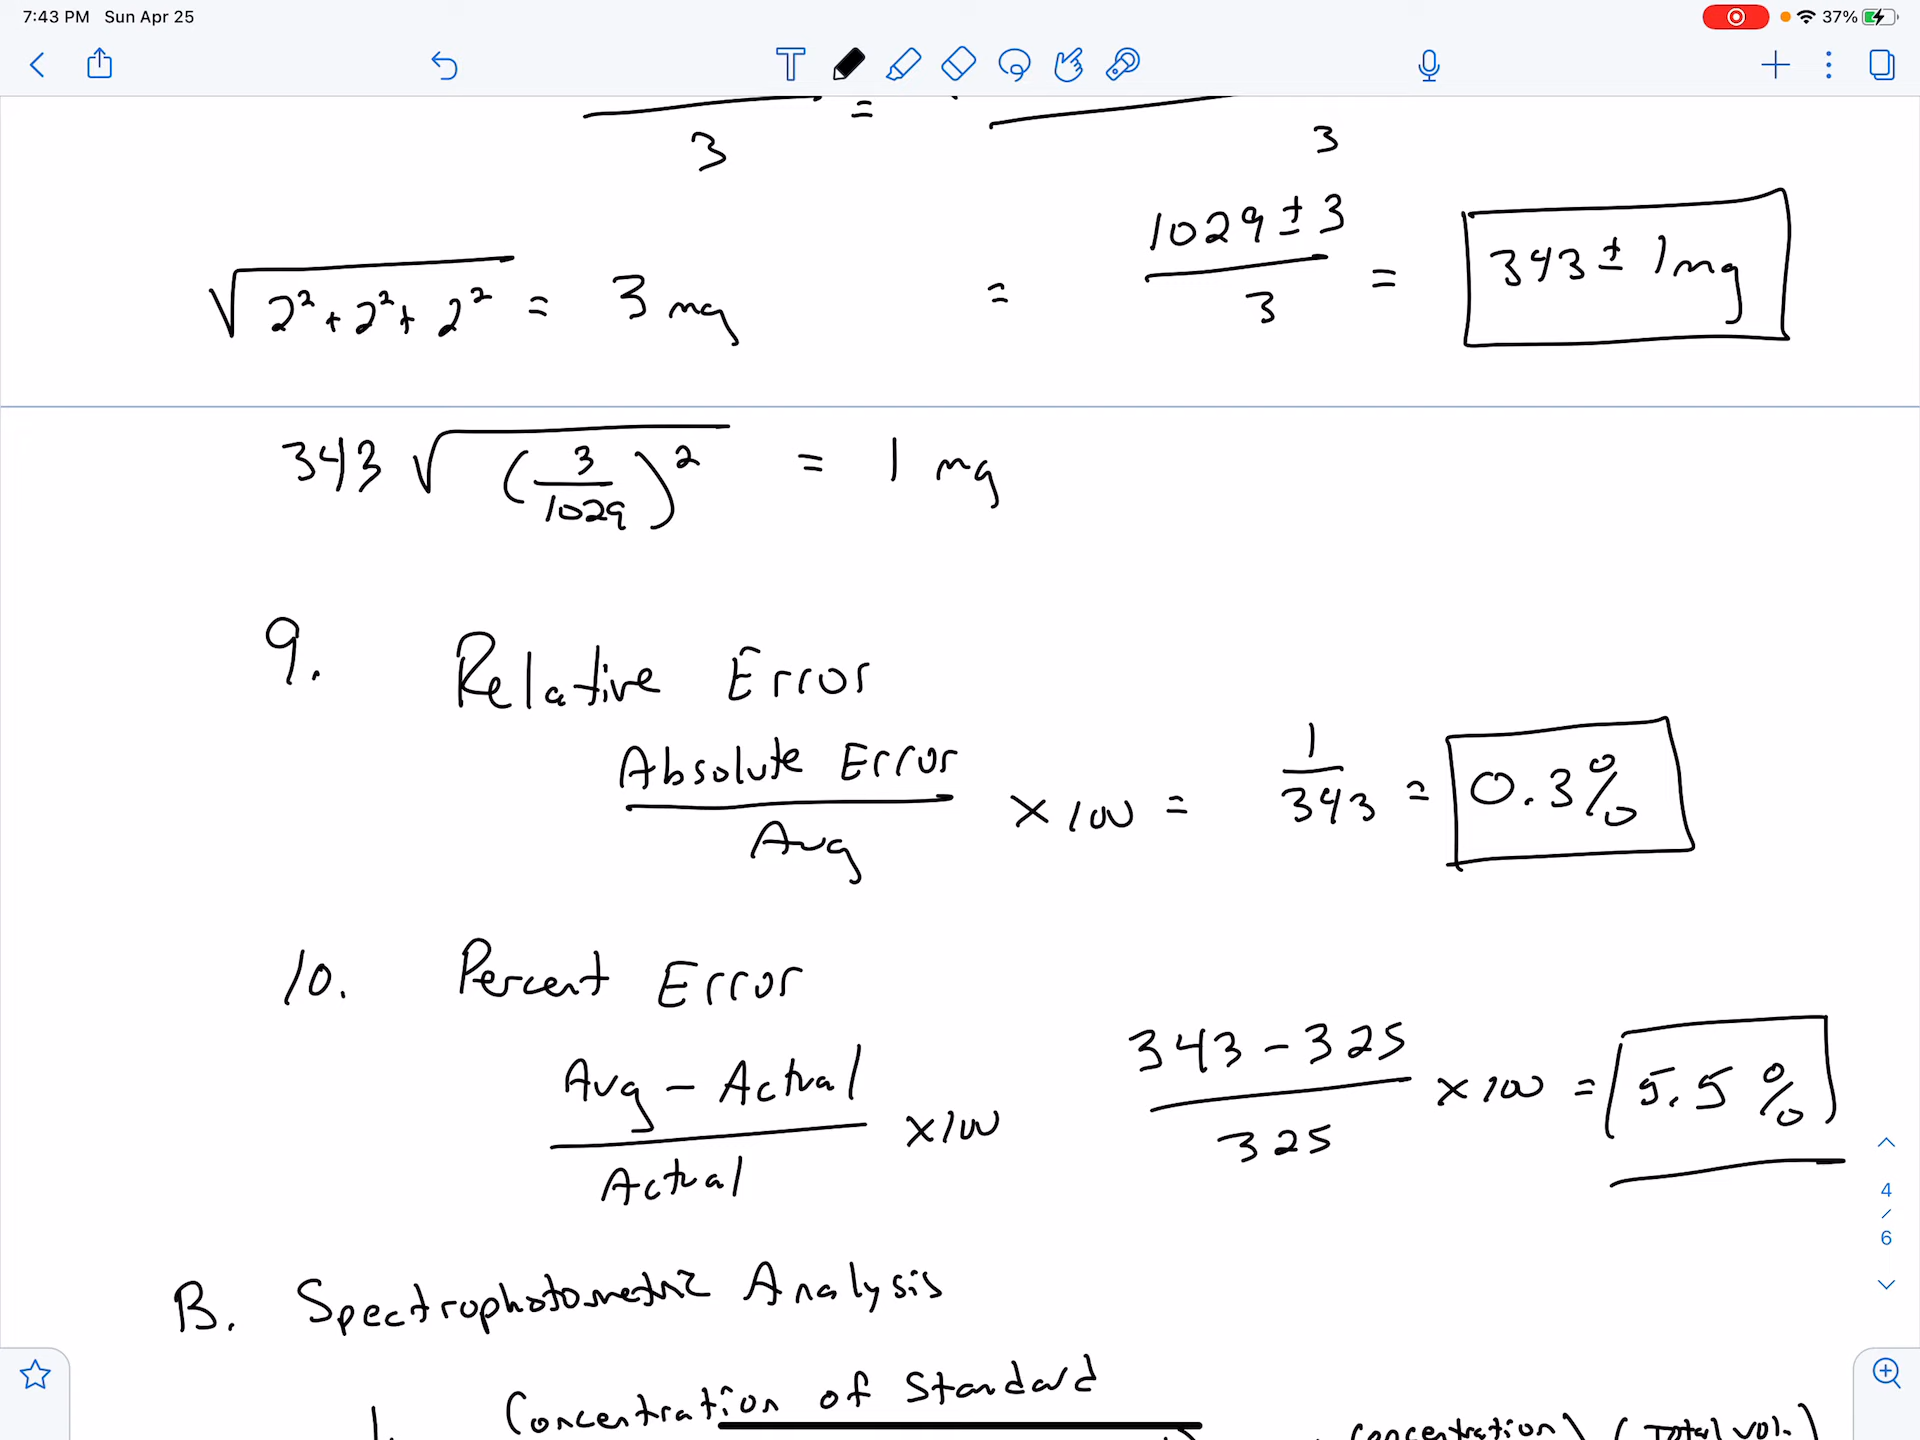 7:43 PM Sun Apr 25
37%
3 = 3
√2² + 2² + 2² = 3 mg
= 1029 ± 3 / 3 = 343 ± 1 mg
343 √(3/1029)² = 1 mg
9. Relative Error
Absolute Error / Avg × 100 = 1/343 = 0.3%
10. Percent Error
Avg - Actual / Actual ×100
343 - 325 / 325 × 100 = 5.5 %
4
/
6
B. Spectrophotometric Analysis
1. Concentration of Standard
concentration) (Total vol.)